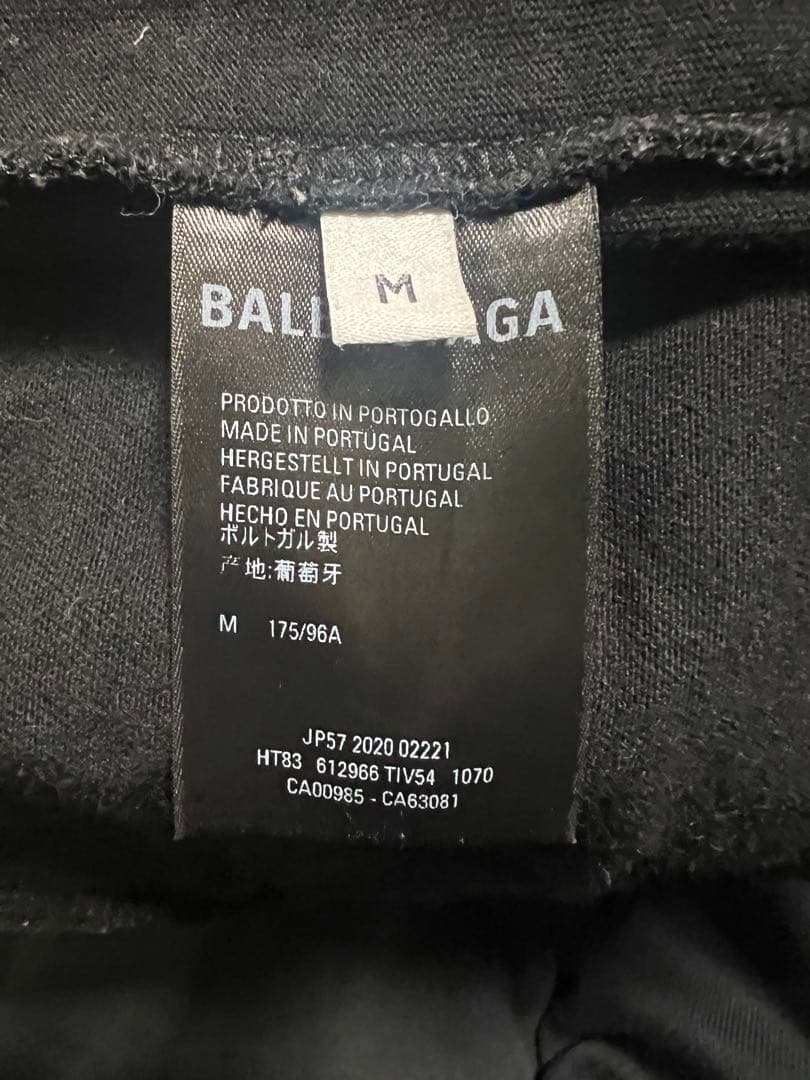 M
BALE AGA
PRODOTTO IN PORTOGALLO
MADE IN PORTUGAL
HERGESTELLT IN PORTUGAL
FABRIQUE AU PORTUGAL
HECHO EN PORTUGAL
ポルトガル製
产地:葡萄牙
M 175/96A
JP57 2020 02221
HT83 612966 TIV54 1070
CA00985 - CA63081